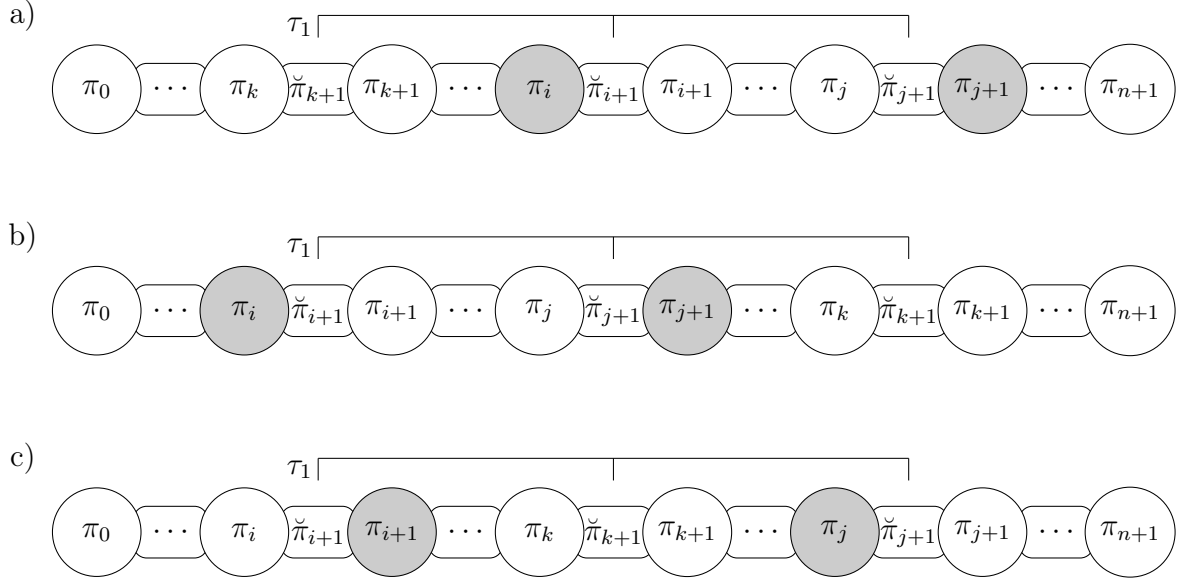 a) τ₁
π₀ ⋯ πₖ π̆ₖ₊₁ πₖ₊₁ ⋯ πᵢ π̆ᵢ₊₁ πᵢ₊₁ ⋯ πⱼ π̆ⱼ₊₁ πⱼ₊₁ ⋯ πₙ₊₁
b) τ₁
π₀ ⋯ πᵢ π̆ᵢ₊₁ πᵢ₊₁ ⋯ πⱼ π̆ⱼ₊₁ πⱼ₊₁ ⋯ πₖ π̆ₖ₊₁ πₖ₊₁ ⋯ πₙ₊₁
c) τ₁
π₀ ⋯ πᵢ π̆ᵢ₊₁ πᵢ₊₁ ⋯ πₖ π̆ₖ₊₁ πₖ₊₁ ⋯ πⱼ π̆ⱼ₊₁ πⱼ₊₁ ⋯ πₙ₊₁